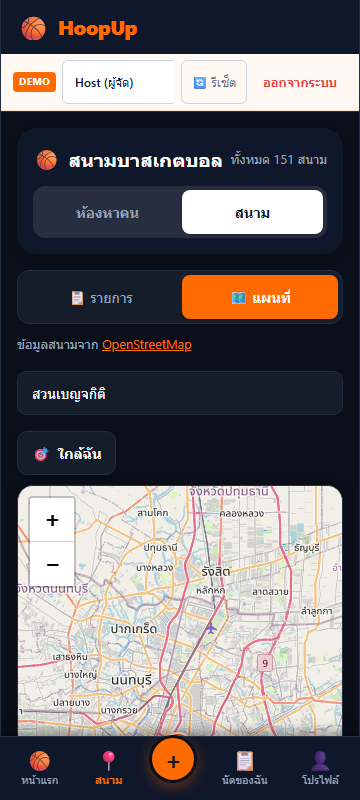 HoopUp
DEMO Host (ผู้จัด) รีเซ็ต ออกจากระบบ
สนามบาสเกตบอล ทั้งหมด 151 สนาม
ห้องหาคน สนาม
รายการ แผนที่
ข้อมูลสนามจาก OpenStreetMap
สวนเบญจกิติ
ใกล้ฉัน
จังหวัดปทุมธานี
+
สามโคก คลองหลวง
ปทุมธานี ธัญบุรี
−
บางหลวง รังสิต
จังหวัดนนทบุรี หลักหก ลาดสวาย
ลำลูกกา
ปากเกร็ด
สาเธงหิน 9
บางใหญ่ นนทบุรี
ปลายบาง บางกรวย
+
หน้าแรก สนาม นัดของฉัน โปรไฟล์